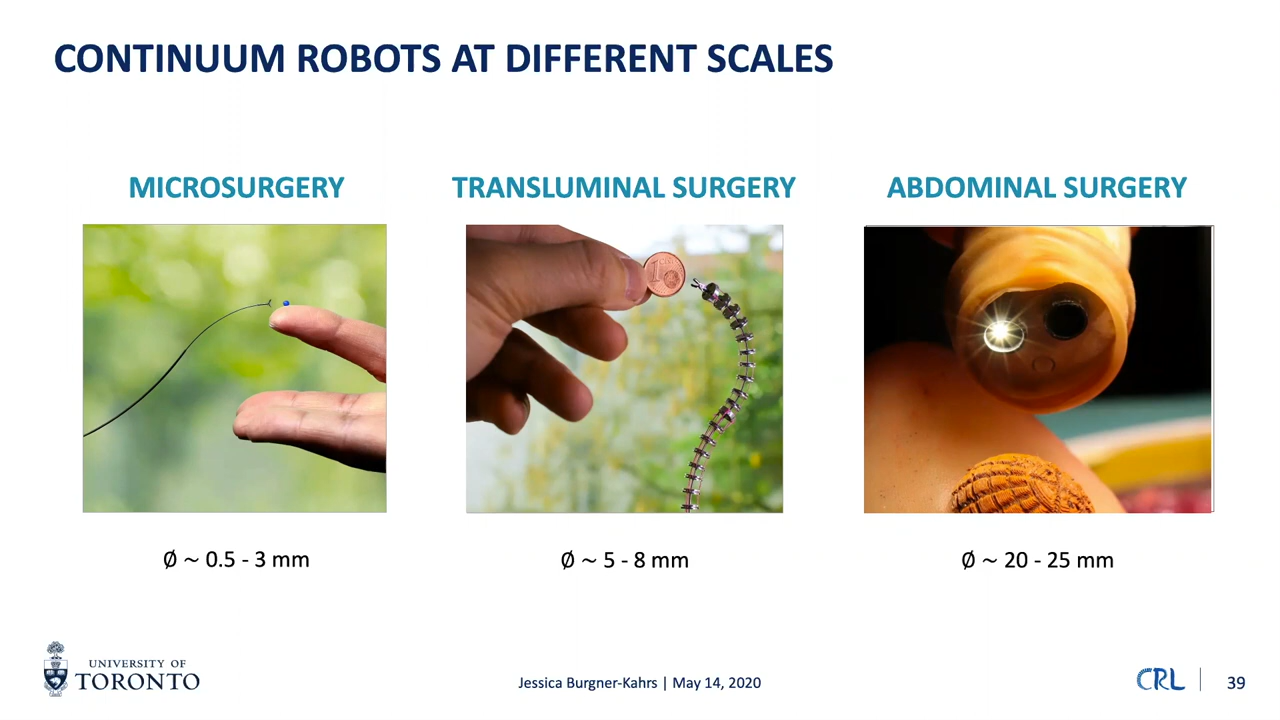 CONTINUUM ROBOTS AT DIFFERENT SCALES
MICROSURGERY
TRANSLUMINAL SURGERY
ABDOMINAL SURGERY
1
Ø ~ 0.5 - 3 mm
Ø ~ 5 - 8 mm
Ø ~ 20 - 25 mm
UNIVERSITY OF
TORONTO
Jessica Burgner-Kahrs | May 14, 2020
CRL
39